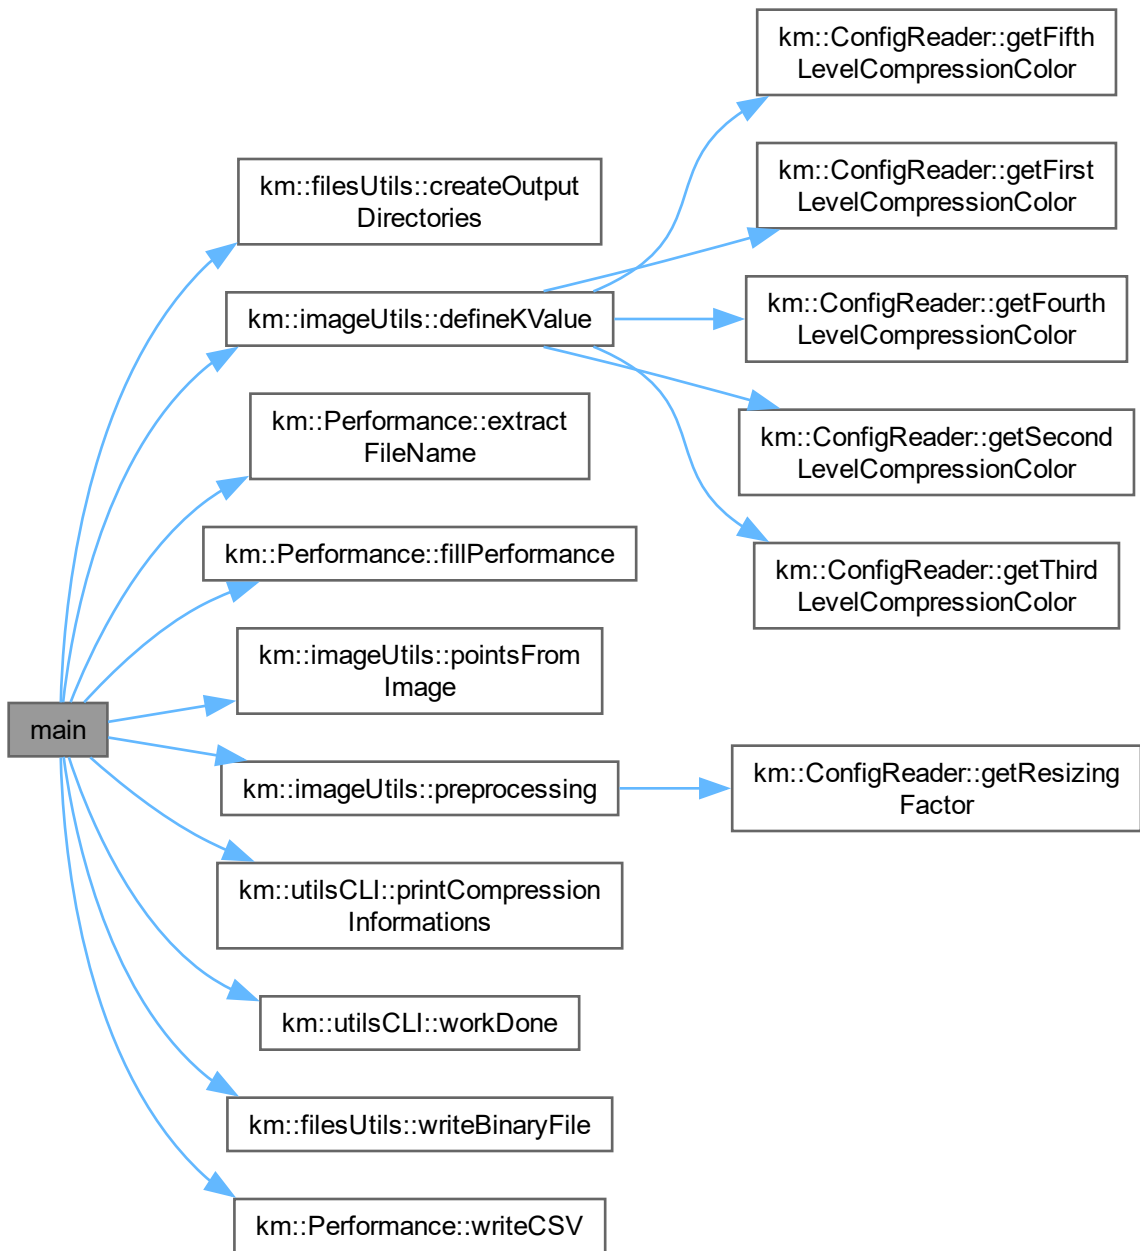 km::ConfigReader::getFifth
LevelCompressionColor
km::ConfigReader::getFirst
LevelCompressionColor
km::filesUtils::createOutput
Directories
km::imageUtils::defineKValue
km::ConfigReader::getFourth
LevelCompressionColor
km::Performance::extract
FileName
km::ConfigReader::getSecond
LevelCompressionColor
km::Performance::fillPerformance
km::ConfigReader::getThird
LevelCompressionColor
km::imageUtils::pointsFrom
Image
main
km::imageUtils::preprocessing
km::ConfigReader::getResizing
Factor
km::utilsCLI::printCompression
Informations
km::utilsCLI::workDone
km::filesUtils::writeBinaryFile
km::Performance::writeCSV